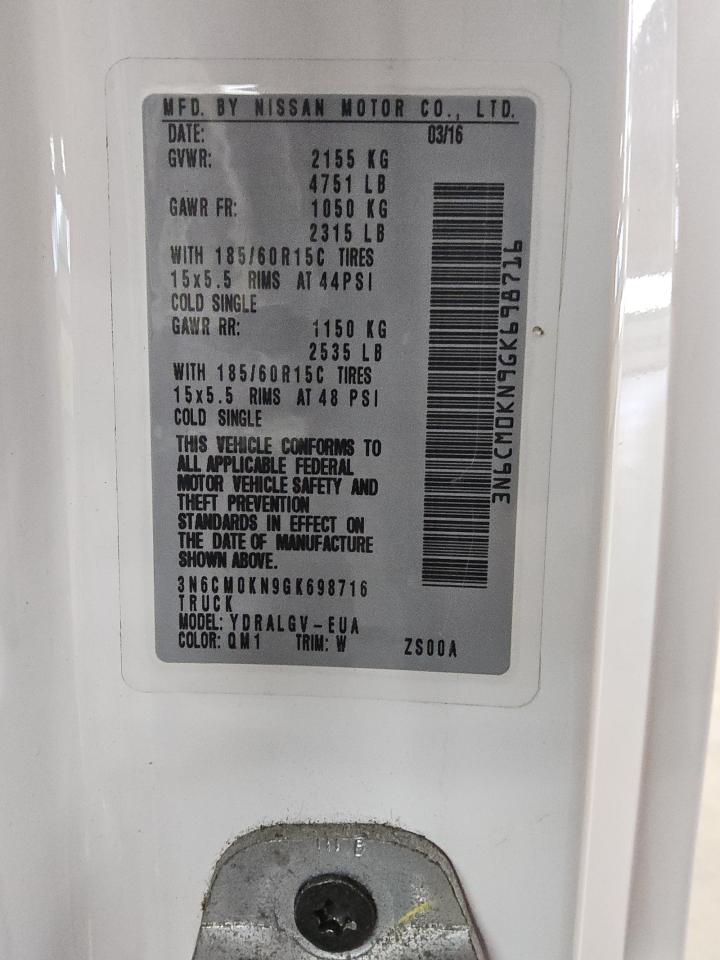 MFD. BY NISSAN MOTOR CO., LTD.
DATE: 03/16
GVWR: 2155 KG
4751 LB
GAWR FR: 1050 KG
2315 LB
WITH 185/60R15C TIRES
15x5.5 RIMS AT 44PSI
COLD SINGLE
GAWR RR: 1150 KG
2535 LB
WITH 185/60R15C TIRES
15x5.5 RIMS AT 48 PSI
COLD SINGLE
THIS VEHICLE CONFORMS TO
ALL APPLICABLE FEDERAL
MOTOR VEHICLE SAFETY AND
THEFT PREVENTION
STANDARDS IN EFFECT ON
THE DATE OF MANUFACTURE
SHOWN ABOVE.
3N6CM0KN9GK698716
TRUCK
MODEL: YDRALGV-EUA
COLOR: QM1 TRIM: W ZS00A
3N6CM0KN9GK698716